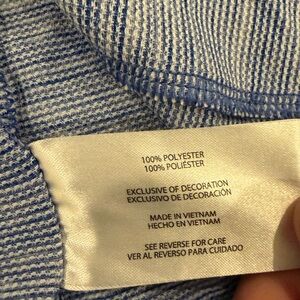 100% POLYESTER
100% POLIÉSTER
EXCLUSIVE OF DECORATION
EXCLUSIVO DE DECORACIÓN
MADE IN VIETNAM
HECHO EN VIETNAM
SEE REVERSE FOR CARE
VER AL REVERSO PARA CUIDADO